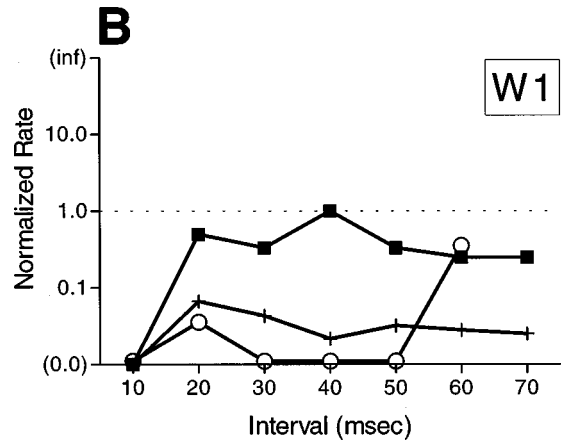 B
W1
(inf)
10.0
1.0
0.1
(0.0)
Normalized Rate
10 20 30 40 50 60 70
Interval (msec)